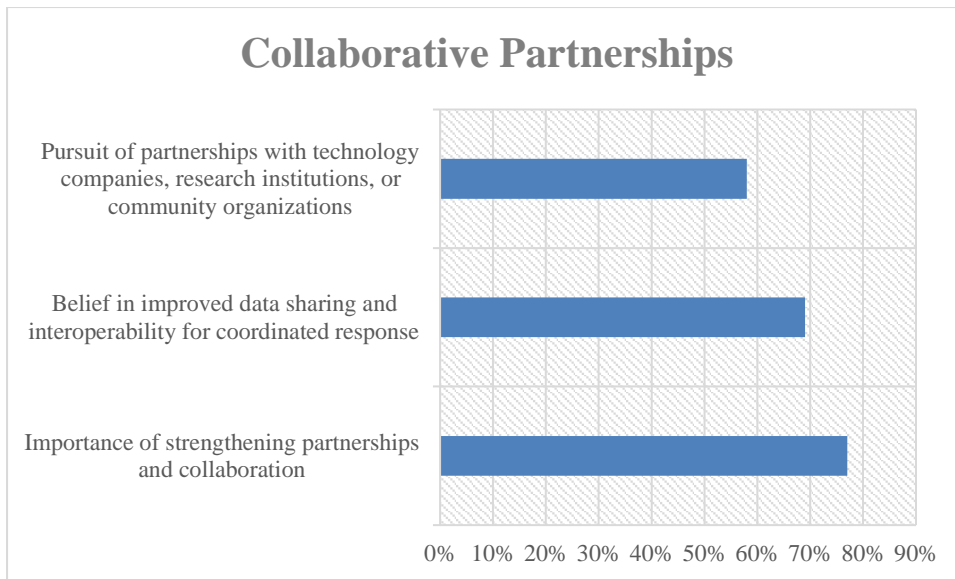 Collaborative Partnerships
Pursuit of partnerships with technology
companies, research institutions, or
community organizations
Belief in improved data sharing and
interoperability for coordinated response
Importance of strengthening partnerships
and collaboration
0% 10% 20% 30% 40% 50% 60% 70% 80% 90%